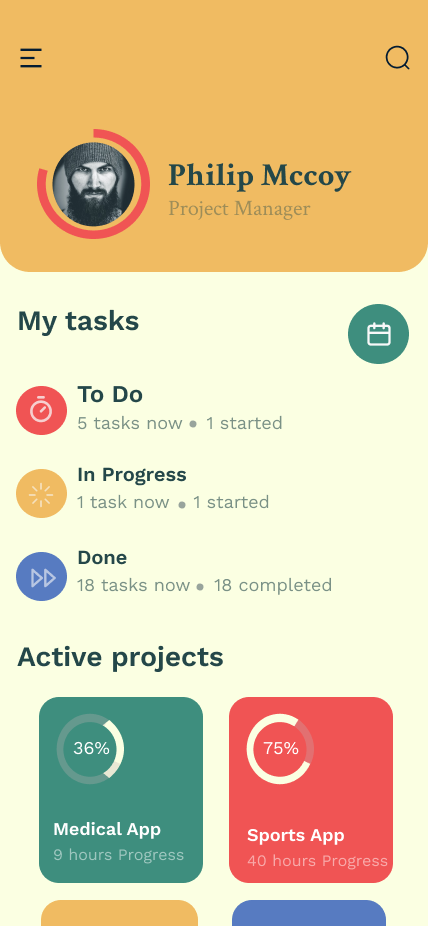 Philip Mccoy
Project Manager
My tasks
To Do
5 tasks now • 1 started
In Progress
1 task now • 1 started
Done
18 tasks now • 18 completed
Active projects
36% 75%
Medical App
Sports App
9 hours Progress
40 hours Progress